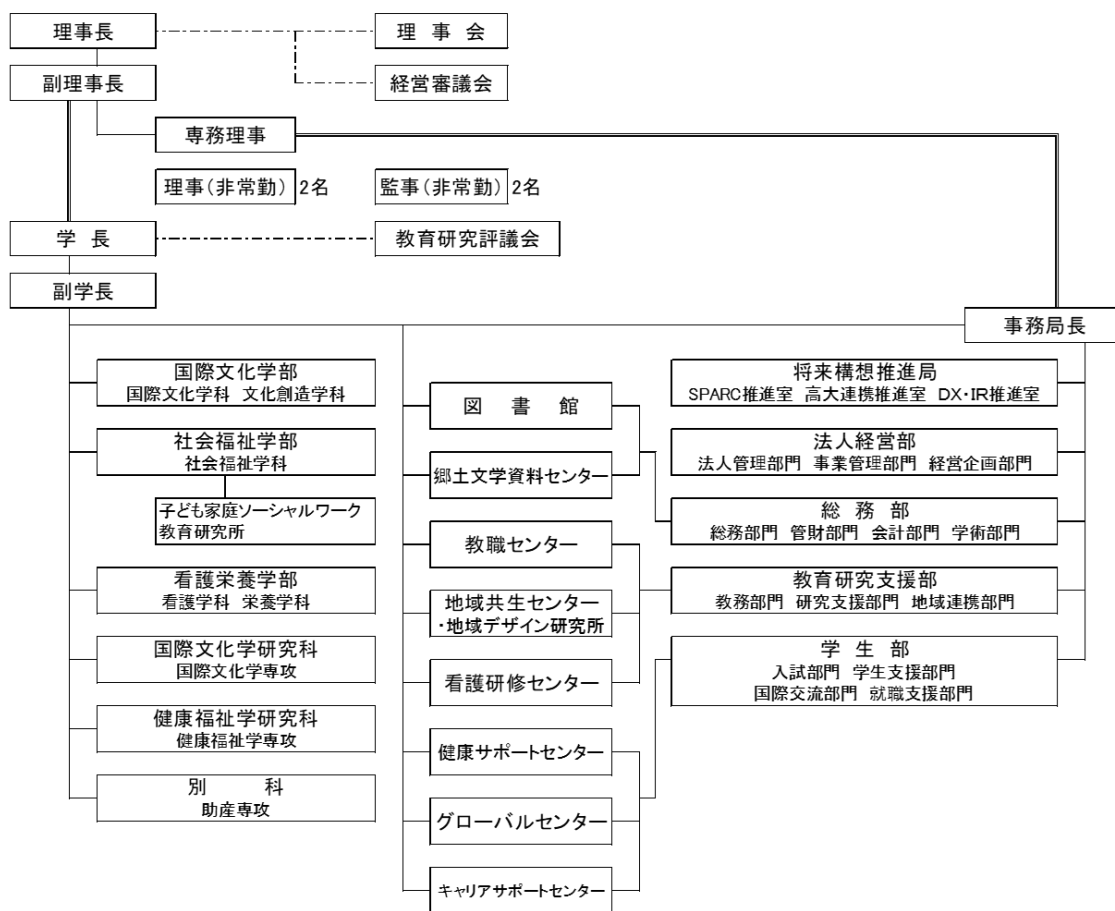 理事長
理 事 会
副理事長
経営審議会
専務理事
理事(非常勤) 2名
監事(非常勤) 2名
学 長
教育研究評議会
副学長
事務局長
国際文化学部
国際文化学科 文化創造学科
社会福祉学部
社会福祉学科
子ども家庭ソーシャルワーク
教育研究所
看護栄養学部
看護学科 栄養学科
国際文化学研究科
国際文化学専攻
健康福祉学研究科
健康福祉学専攻
別 科
助産専攻
図 書 館
郷土文学資料センター
教職センター
地域共生センター
・地域デザイン研究所
看護研修センター
健康サポートセンター
グローバルセンター
キャリアサポートセンター
将来構想推進局
SPARC推進室 高大連携推進室 DX・IR推進室
法人経営部
法人管理部門 事業管理部門 経営企画部門
総 務 部
総務部門 管財部門 会計部門 学術部門
教育研究支援部
教務部門 研究支援部門 地域連携部門
学 生 部
入試部門 学生支援部門
国際交流部門 就職支援部門